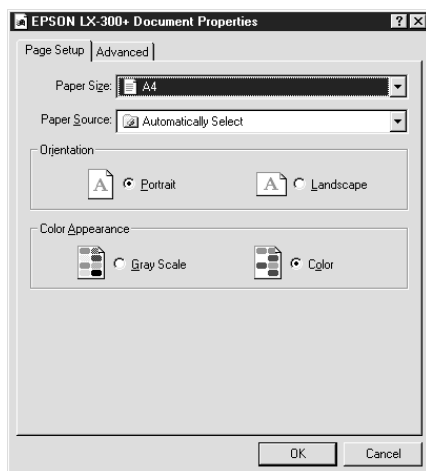 EPSON LX-300+ Document Properties
Page Setup Advanced
Paper Size: A4
Paper Source: Automatically Select
Orientation
A Portrait A Landscape
Color Appearance
Gray Scale Color
OK Cancel